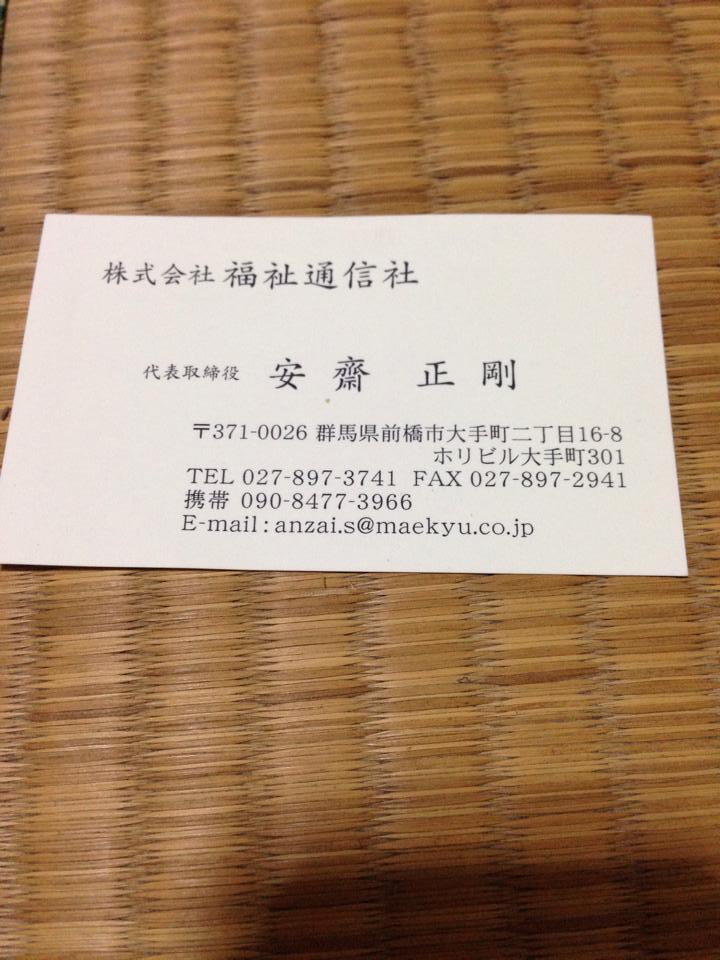 株式会社 福祉通信社
代表取締役 安齋 正剛
〒371-0026 群馬県前橋市大手町二丁目16-8
ホリビル大手町301
TEL 027-897-3741 FAX 027-897-2941
携帯 090-8477-3966
E-mail : anzai.s@maekyu.co.jp